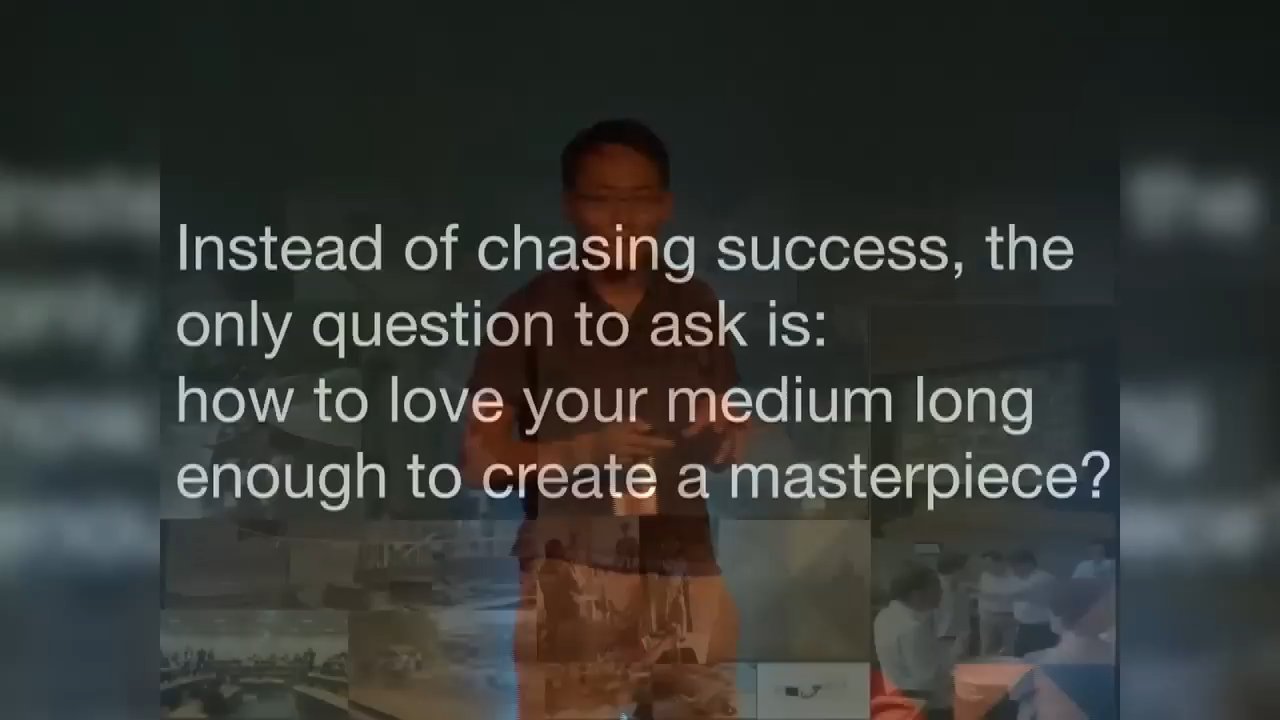 Instead of chasing success, the
only question to ask is:
how to love your medium long
enough to create a masterpiece?